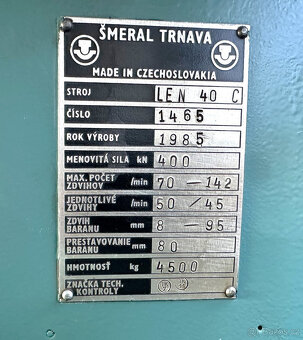 ŠMERAL TRNAVA
MADE IN CZECHOSLOVAKIA
STROJ LEN 40 C
ČÍSLO 1465
ROK VÝROBY 1985
MENOVITÁ SILA kN 400
MAX. POČET ZDVIHOV /min 70 — 142
JEDNOTLIVÉ ZDVIHY /min 50 / 45
ZDVIH BARANU mm 8 — 95
PRESTAVOVANIE BARANU mm 80
HMOTNOSŤ kg 4500
ZNAČKA TECH. KONTROLY